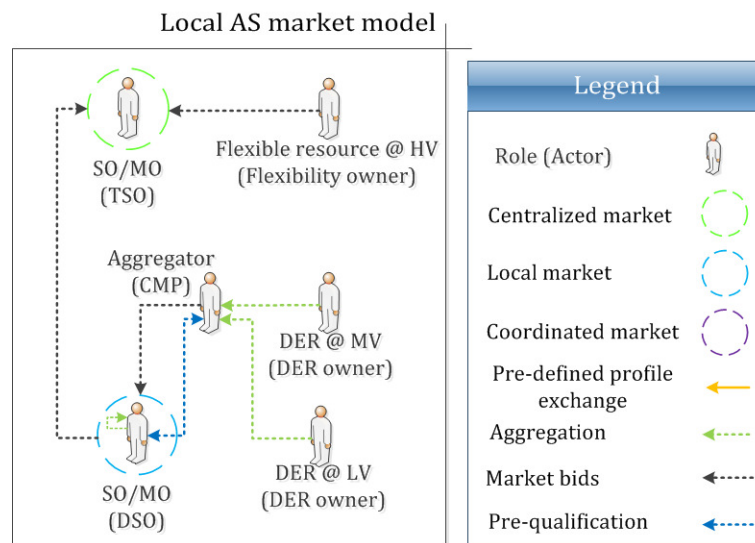 Local AS market model
SO/MO
(TSO)
Flexible resource @ HV
(Flexibility owner)
Aggregator
(CMP)
DER @ MV
(DER owner)
SO/MO
(DSO)
DER @ LV
(DER owner)
Legend
Role (Actor)
Centralized market
Local market
Coordinated market
Pre-defined profile
exchange
Aggregation
Market bids
Pre-qualification